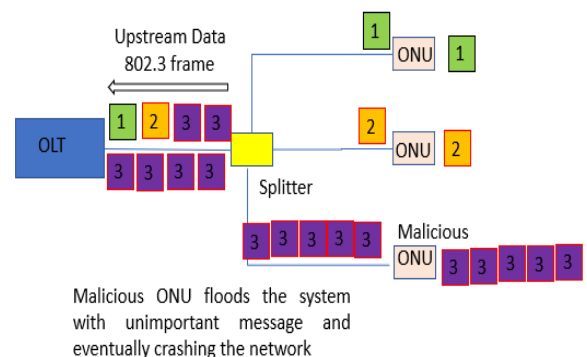 Upstream Data
802.3 frame
1
ONU
1
1 2 3 3
OLT
3 3 3 3
2
ONU
2
Splitter
3 3 3 3 3
Malicious
ONU
3 3 3 3 3
Malicious ONU floods the system
with unimportant message and
eventually crashing the network